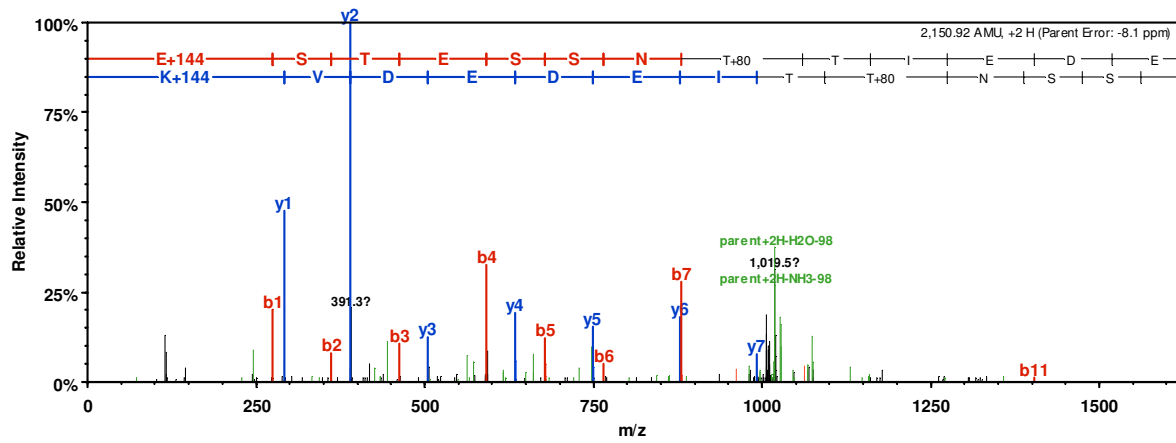 y2
100%
2,150.92 AMU, +2 H (Parent Error: -8.1 ppm)
E+144 S T E S S N T+80 T I E D E
K+144 V D E D E I T T+80 N S S
75%
Relative Intensity
50%
y1
parent+2H-H2O-98
b4
1,019.5?
b7
parent+2H-NH3-98
25%
391.3?
b1
y4
y6
y5
b3
y3
b5
b2
b6
y7
b11
0%
0 250 500 750 1000 1250 1500
m/z